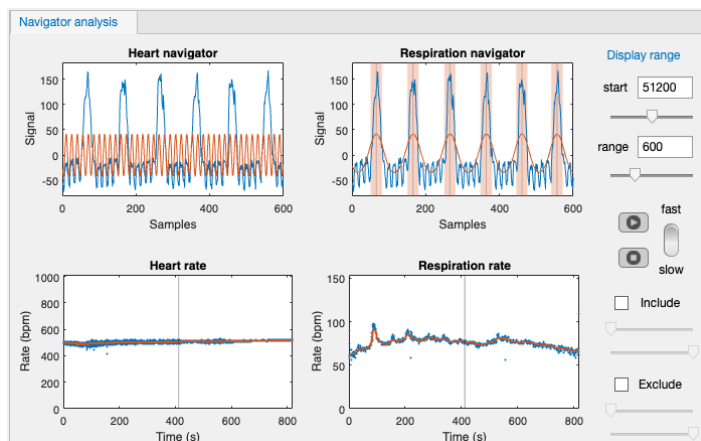 Navigator analysis
Heart navigator
Signal
150
100
50
0
-50
0
200
400
600
Samples
Respiration navigator
Signal
150
100
50
0
-50
0
200
400
600
Samples
Display range
start
51200
range
600
fast
slow
Heart rate
Rate (bpm)
1000
800
600
400
200
0
0
200
400
600
800
Time (s)
Respiration rate
Rate (bpm)
150
100
50
0
0
200
400
600
800
Time (s)
Include
Exclude